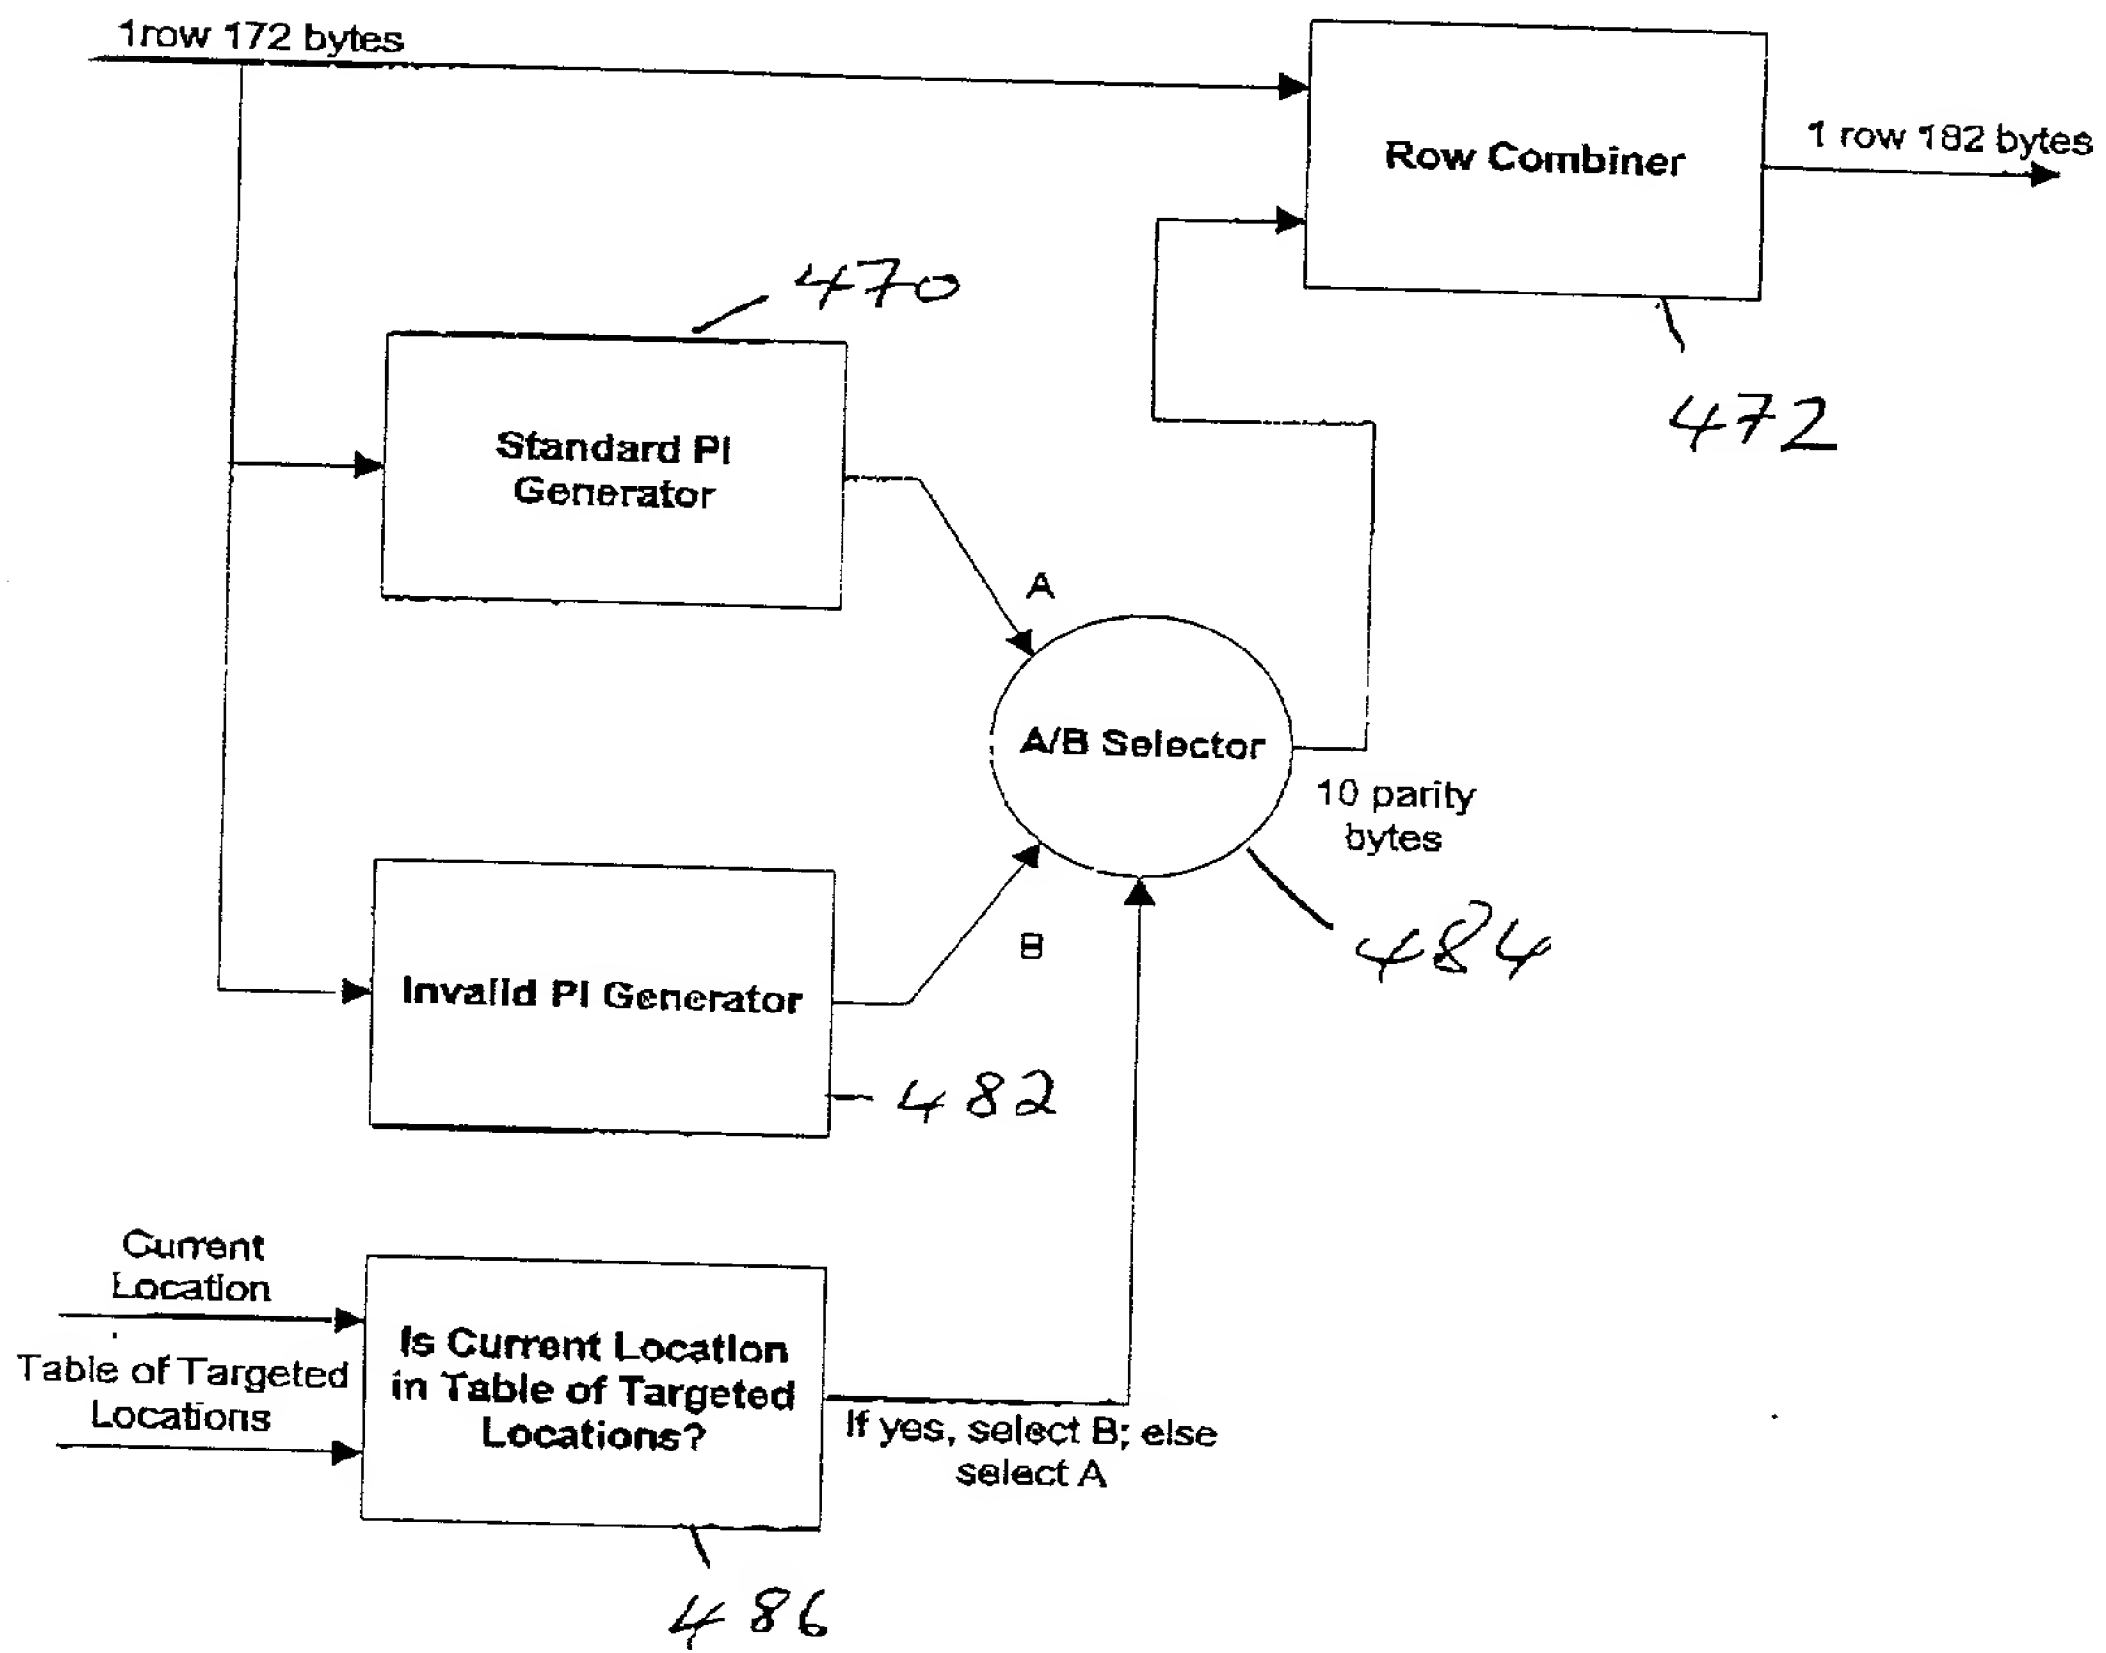 1row 172 bytes
Row Combiner
1 row 182 bytes
470
472
Standard PI
Generator
A
A/B Selector
10 parity
bytes
484
B
Invalid PI Generator
482
Current
Location
Table of Targeted
Locations
Is Current Location
in Table of Targeted
Locations?
If yes, select B; else
select A
486